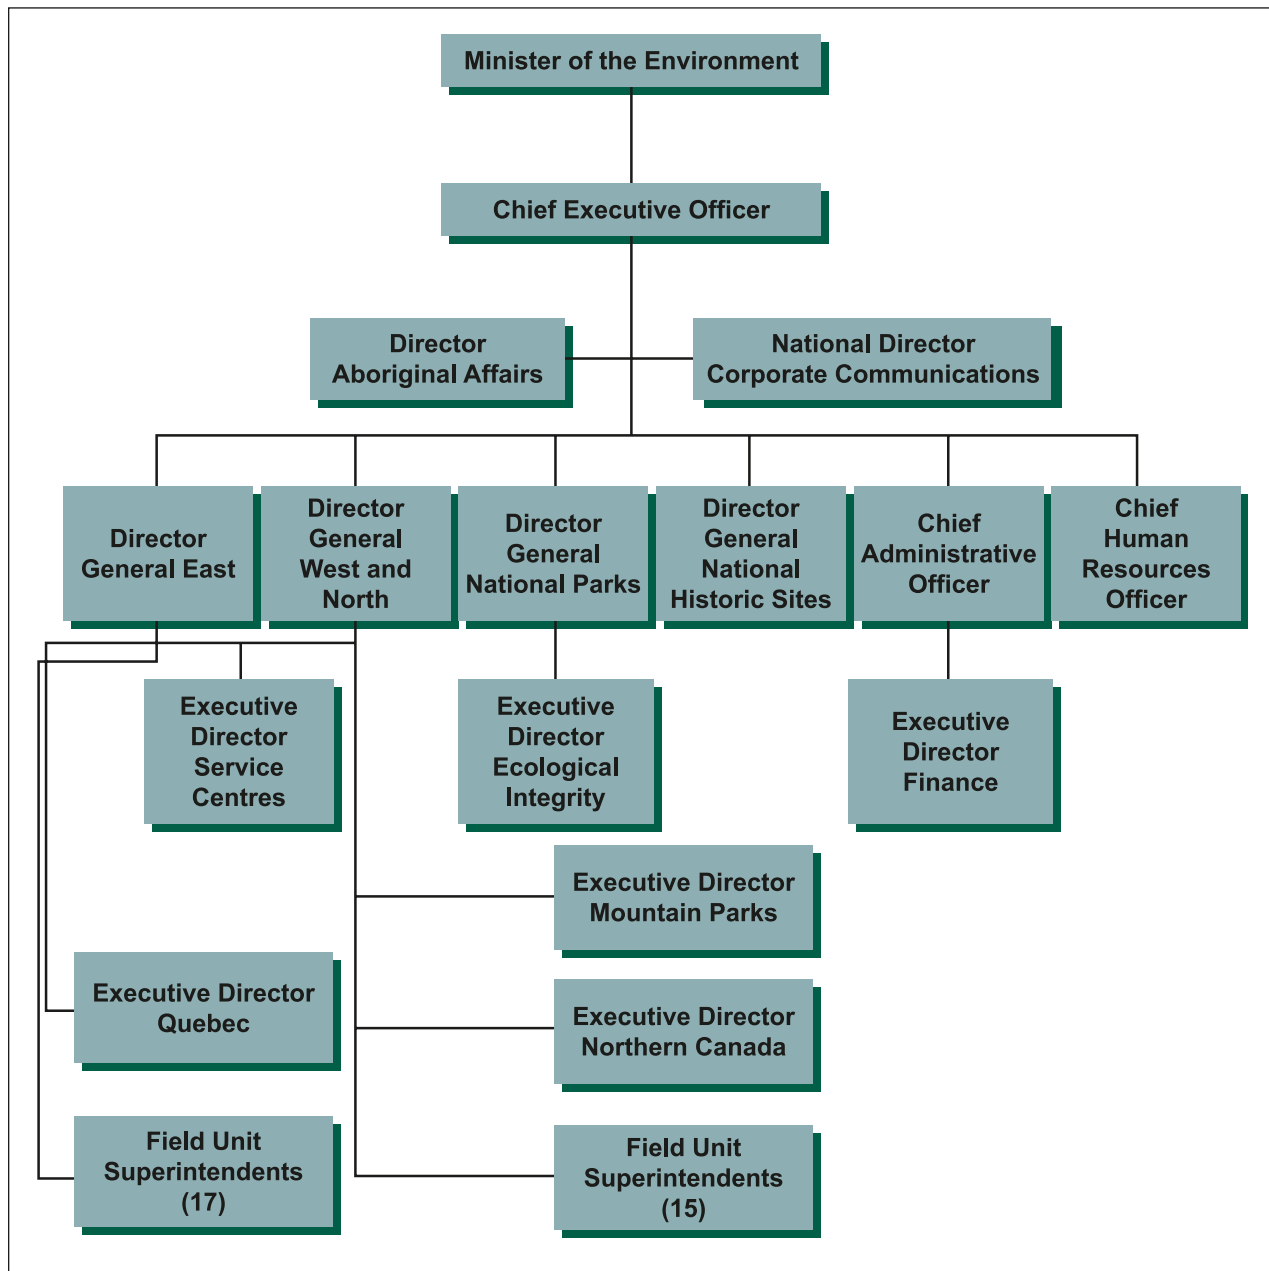 Minister of the Environment
Chief Executive Officer
Director
Aboriginal Affairs
National Director
Corporate Communications
Director
General East
Director
General
West and
North
Director
General
National Parks
Director
General
National
Historic Sites
Chief
Administrative
Officer
Chief
Human
Resources
Officer
Executive
Director
Service
Centres
Executive
Director
Ecological
Integrity
Executive
Director
Finance
Executive Director
Mountain Parks
Executive Director
Quebec
Executive Director
Northern Canada
Field Unit
Superintendents
(17)
Field Unit
Superintendents
(15)